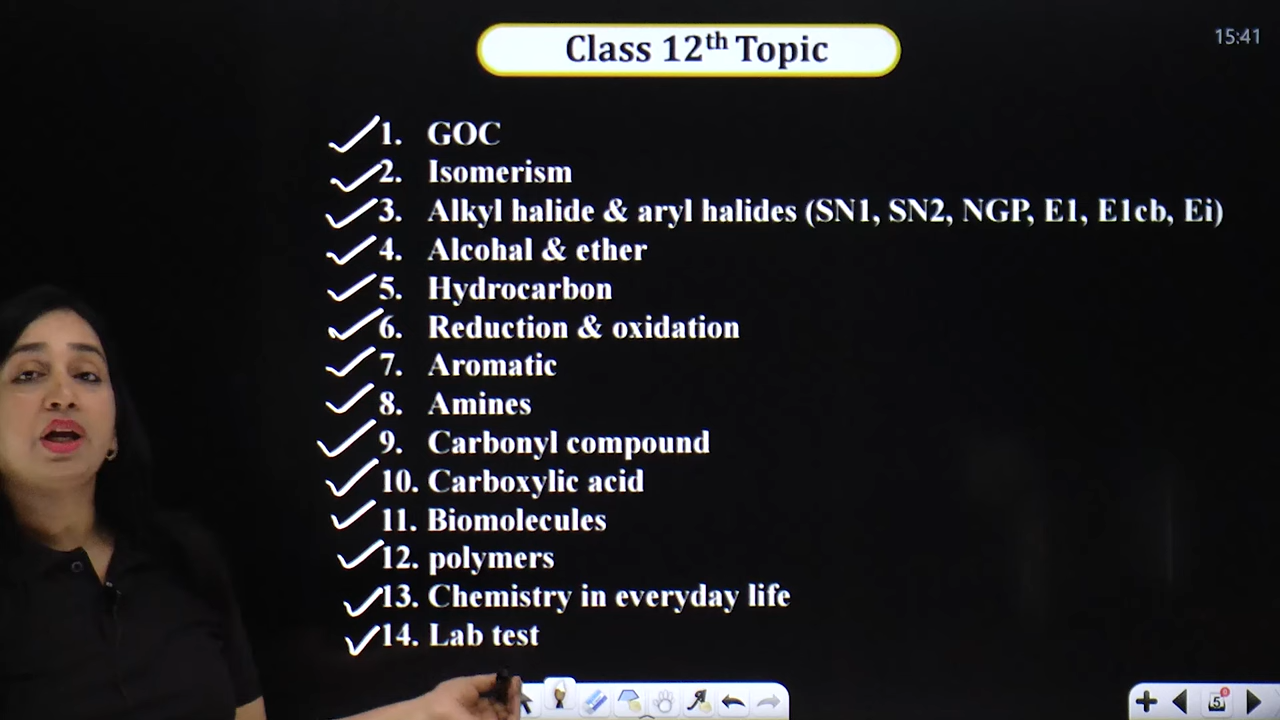 Class 12th Topic
15:41
1. GOC
2. Isomerism
3. Alkyl halide & aryl halides (SN1, SN2, NGP, E1, E1cb, Ei)
4. Alcohal & ether
5. Hydrocarbon
6. Reduction & oxidation
7. Aromatic
8. Amines
9. Carbonyl compound
10. Carboxylic acid
11. Biomolecules
12. polymers
13. Chemistry in everyday life
14. Lab test
5